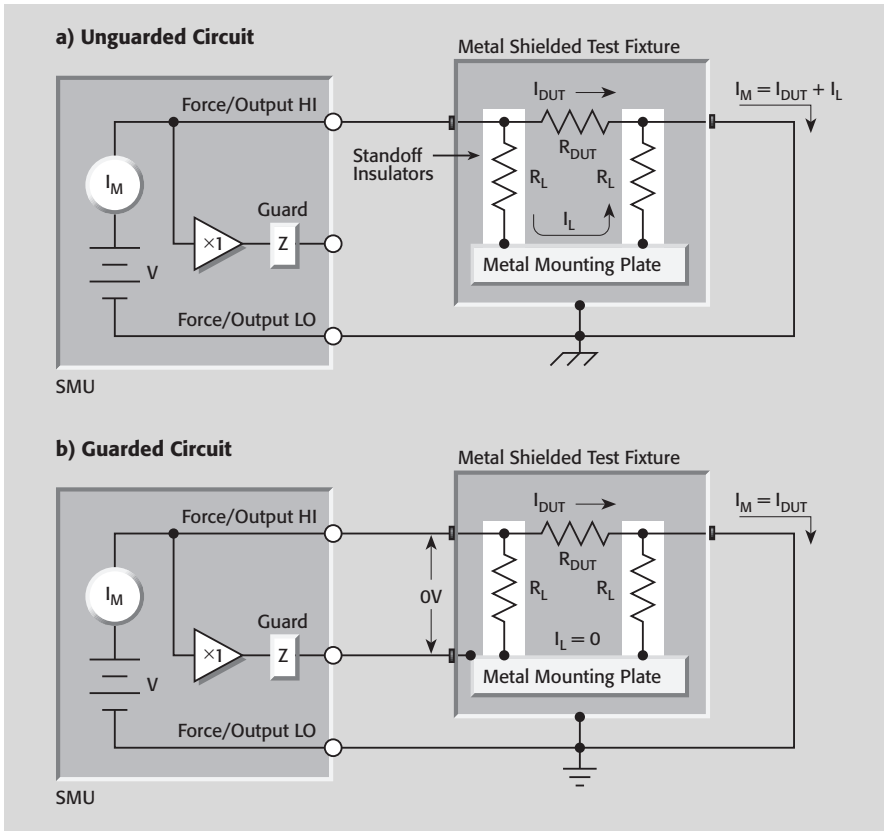 a) Unguarded Circuit
Metal Shielded Test Fixture
Force/Output HI
I_DUT
I_M = I_DUT + I_L
R_DUT
Standoff
Insulators
I_M
R_L
R_L
Guard
×1
Z
I_L
V
Metal Mounting Plate
Force/Output LO
SMU
b) Guarded Circuit
Metal Shielded Test Fixture
Force/Output HI
I_DUT
I_M = I_DUT
R_DUT
I_M
0V
R_L
R_L
Guard
×1
Z
I_L = 0
V
Metal Mounting Plate
Force/Output LO
SMU